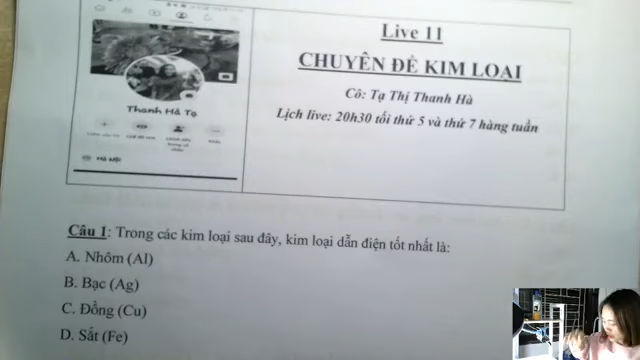 Thanh Hà Tạ
Hà Nội
Live 11
CHUYÊN ĐỀ KIM LOẠI
Cô: Tạ Thị Thanh Hà
Lịch live: 20h30 tối thứ 5 và thứ 7 hàng tuần
Câu 1: Trong các kim loại sau đây, kim loại dẫn điện tốt nhất là:
A. Nhôm (Al)
B. Bạc (Ag)
C. Đồng (Cu)
D. Sắt (Fe)